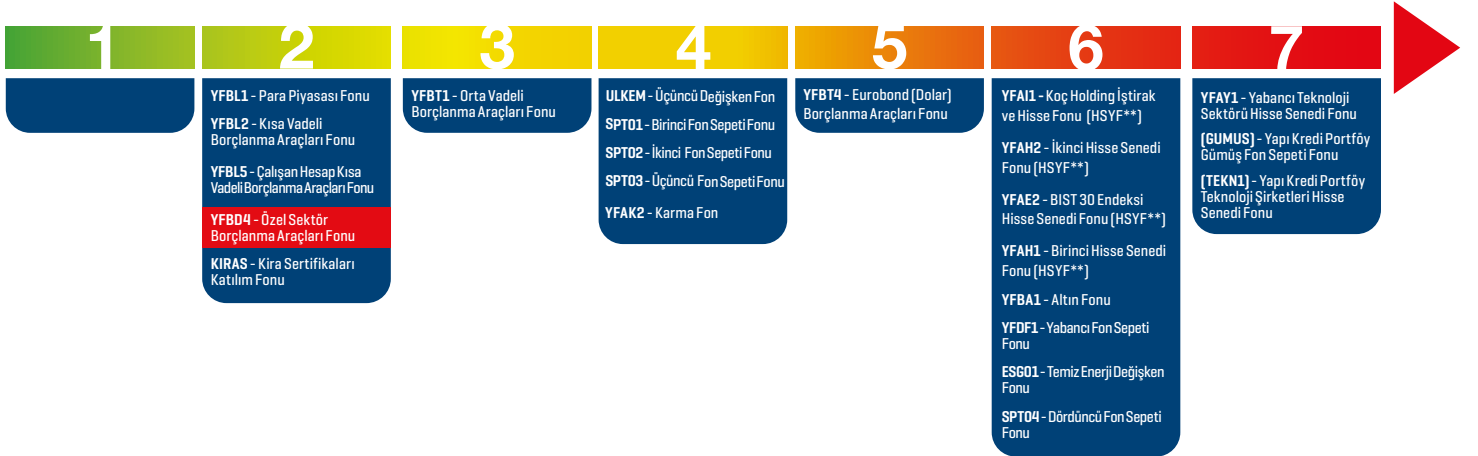 1
2
3
4
5
6
7
YFBL1 - Para Piyasası Fonu
YFBL2 - Kısa Vadeli
Borçlanma Araçları Fonu
YFBL5 - Çalışan Hesap Kısa
Vadeli Borçlanma Araçları Fonu
YFBD4 - Özel Sektör
Borçlanma Araçları Fonu
KIRAS - Kira Sertifikaları
Katılım Fonu
YFBT1 - Orta Vadeli
Borçlanma Araçları Fonu
ULKEM - Üçüncü Değişken Fon
SPT01 - Birinci Fon Sepeti Fonu
SPT02 - İkinci Fon Sepeti Fonu
SPT03 - Üçüncü Fon Sepeti Fonu
YFAK2 - Karma Fon
YFBT4 - Eurobond (Dolar)
Borçlanma Araçları Fonu
YFAI1 - Koç Holding İştirak
ve Hisse Fonu (HSYF**)
YFAH2 - İkinci Hisse Senedi
Fonu (HSYF**)
YFAE2 - BIST 30 Endeksi
Hisse Senedi Fonu (HSYF**)
YFAH1 - Birinci Hisse Senedi
Fonu (HSYF**)
YFBA1 - Altın Fonu
YFDF1 - Yabancı Fon Sepeti
Fonu
ESG01 - Temiz Enerji Değişken
Fonu
SPT04 - Dördüncü Fon Sepeti
Fonu
YFAY1 - Yabancı Teknoloji
Sektörü Hisse Senedi Fonu
(GUMUS) - Yapı Kredi Portföy
Gümüş Fon Sepeti Fonu
(TEKN1) - Yapı Kredi Portföy
Teknoloji Şirketleri Hisse
Senedi Fonu